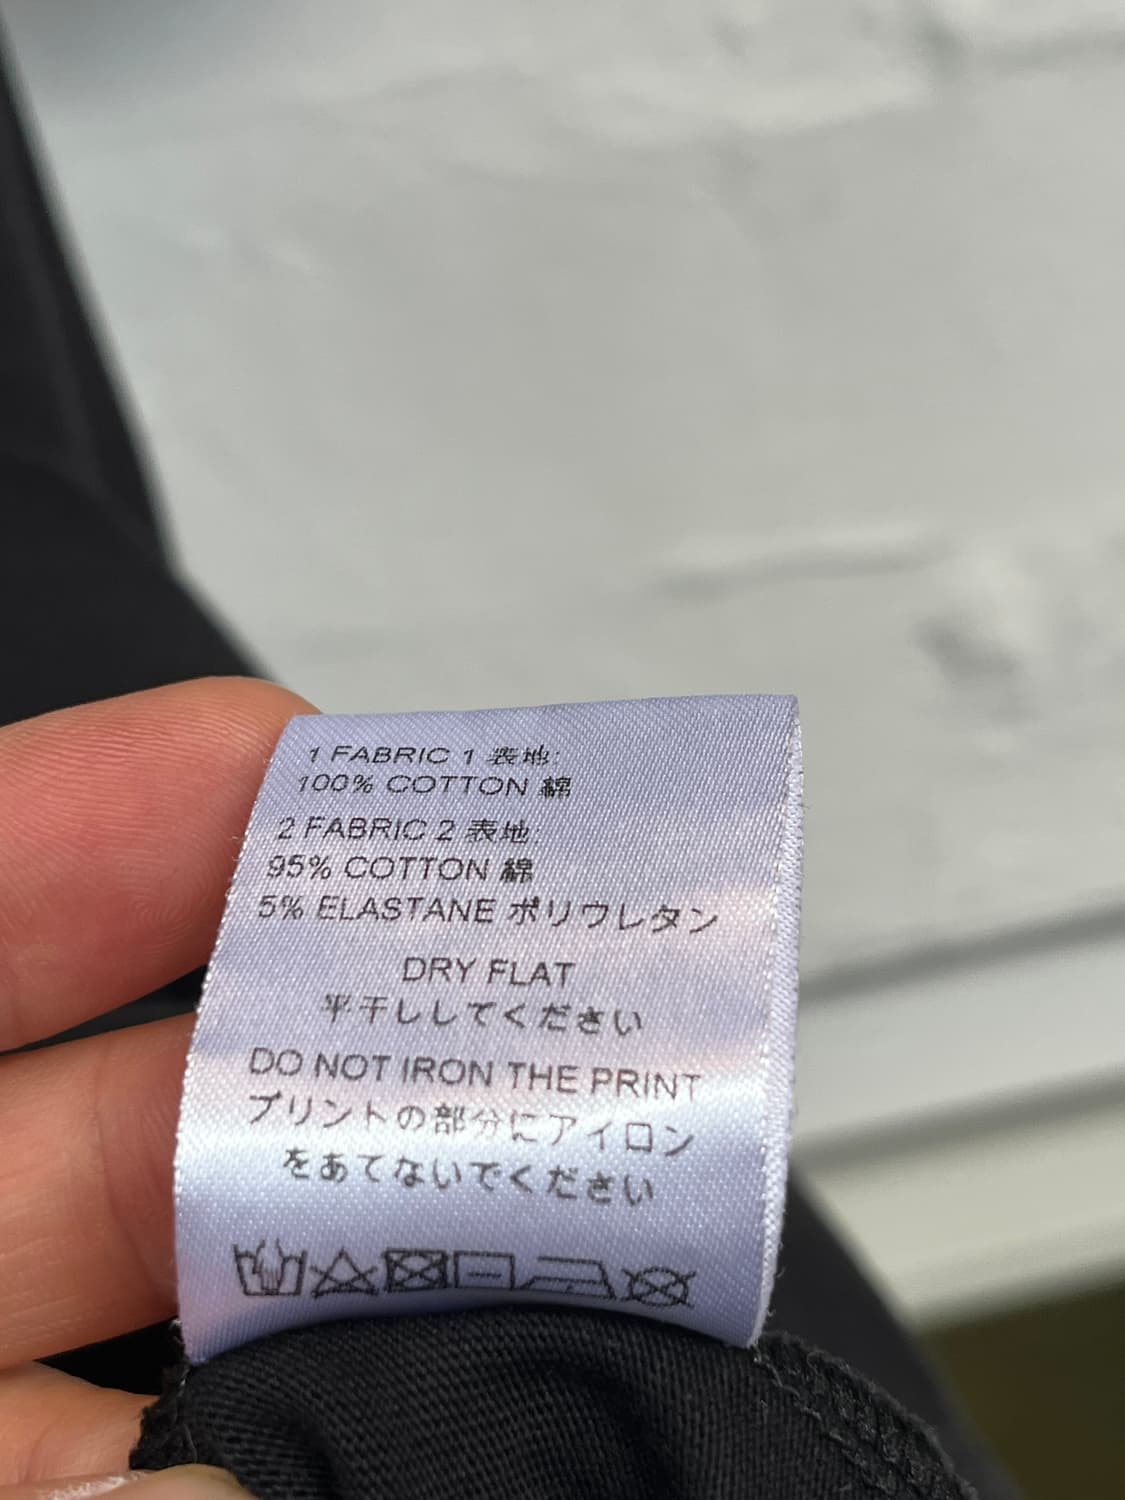 1 FABRIC 1 表地:
100% COTTON 綿
2 FABRIC 2 表地:
95% COTTON 綿
5% ELASTANE ポリウレタン
DRY FLAT
平干ししてください
DO NOT IRON THE PRINT
プリントの部分にアイロン
をあてないでください